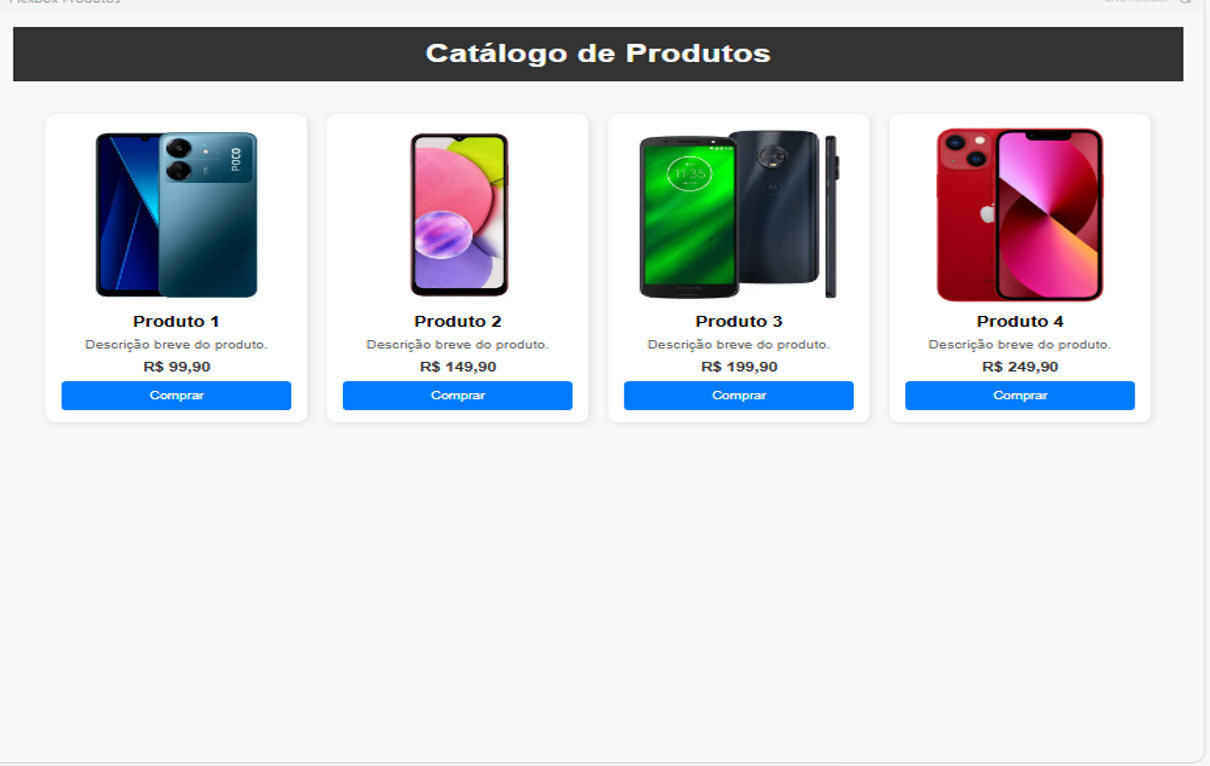 Flexbox Produtos
Catálogo de Produtos
POCO
11:35
Produto 1
Descrição breve do produto.
R$ 99,90
Comprar
Produto 2
Descrição breve do produto.
R$ 149,90
Comprar
Produto 3
Descrição breve do produto.
R$ 199,90
Comprar
Produto 4
Descrição breve do produto.
R$ 249,90
Comprar